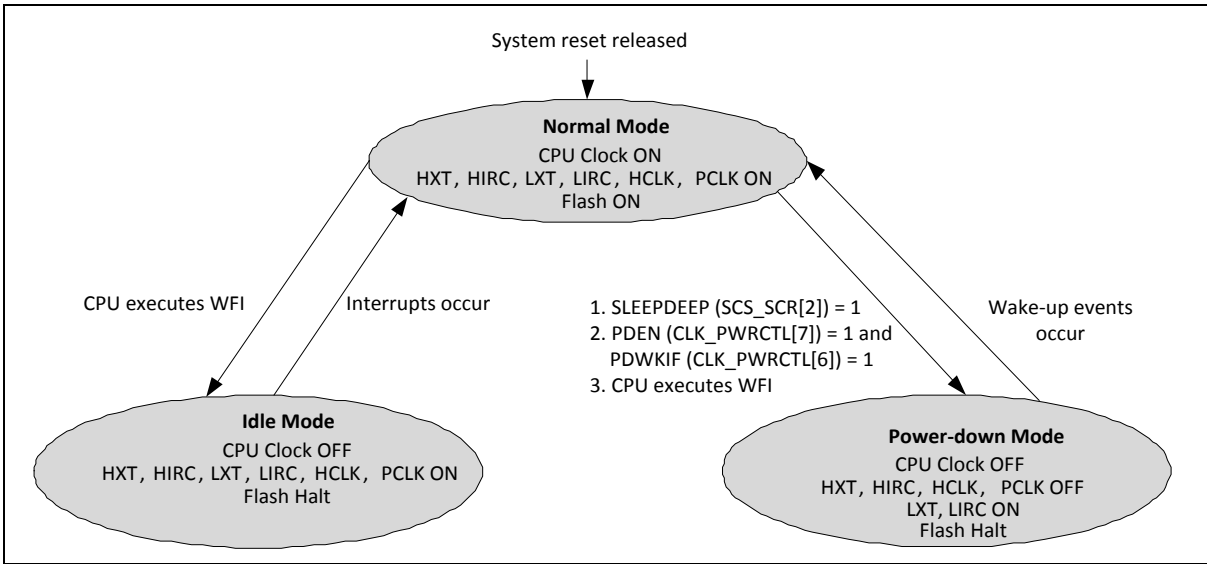 System reset released
Normal Mode
CPU Clock ON
HXT, HIRC, LXT, LIRC, HCLK, PCLK ON
Flash ON
CPU executes WFI
Interrupts occur
1. SLEEPDEEP (SCS_SCR[2]) = 1
2. PDEN (CLK_PWRCTL[7]) = 1 and
PDWKIF (CLK_PWRCTL[6]) = 1
3. CPU executes WFI
Wake-up events
occur
Idle Mode
CPU Clock OFF
HXT, HIRC, LXT, LIRC, HCLK, PCLK ON
Flash Halt
Power-down Mode
CPU Clock OFF
HXT, HIRC, HCLK, PCLK OFF
LXT, LIRC ON
Flash Halt